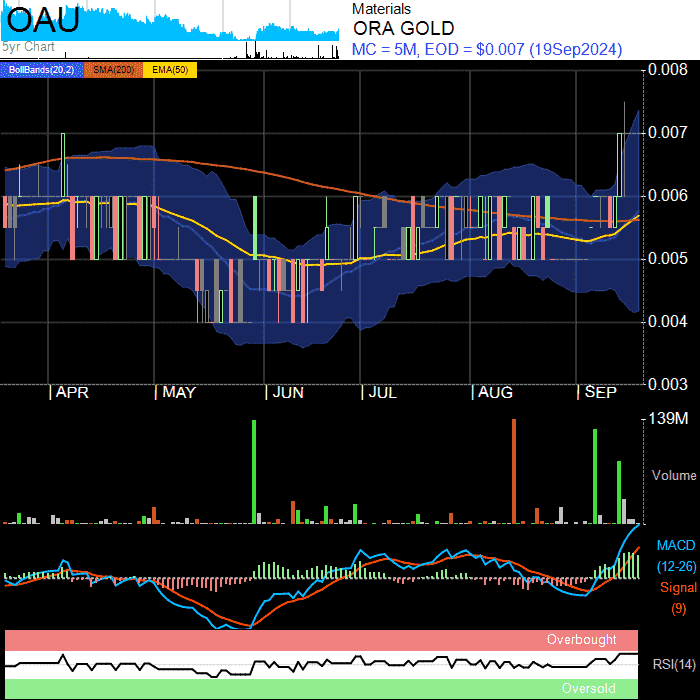 OAU
5yr Chart
Materials
ORA GOLD
MC = 5M, EOD = $0.007 (19Sep2024)
BollBands(20,2) SMA(200) EMA(50)
0.008
0.007
0.006
0.005
0.004
0.003
APR MAY JUN JUL AUG SEP
139M
Volume
MACD
(12-26)
Signal
(9)
Overbought
RSI(14)
Oversold